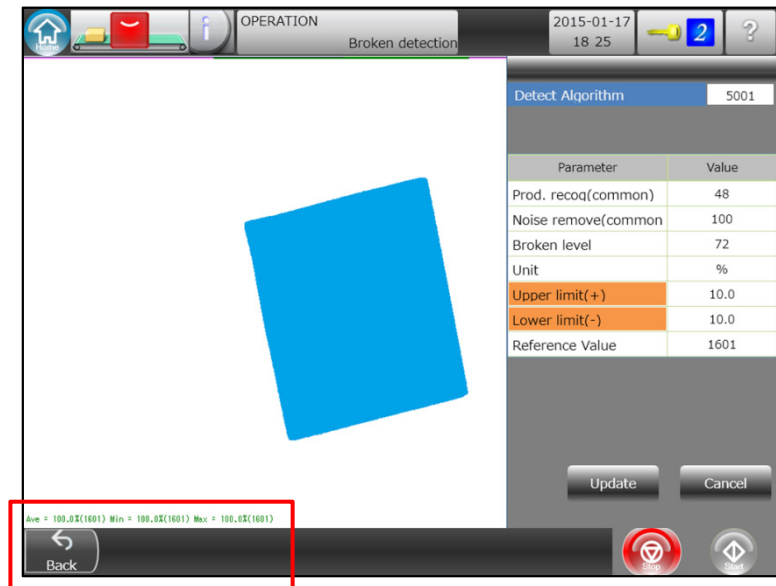 Home
i
OPERATION
Broken detection
2015-01-17
18 25
2
?
Detect Algorithm 5001
Parameter Value
Prod. recog(common) 48
Noise remove(common 100
Broken level 72
Unit %
Upper limit(+) 10.0
Lower limit(-) 10.0
Reference Value 1601
Update Cancel
Ave = 100.0%(1601) Min = 100.0%(1601) Max = 100.0%(1601)
Back
Stop
Start